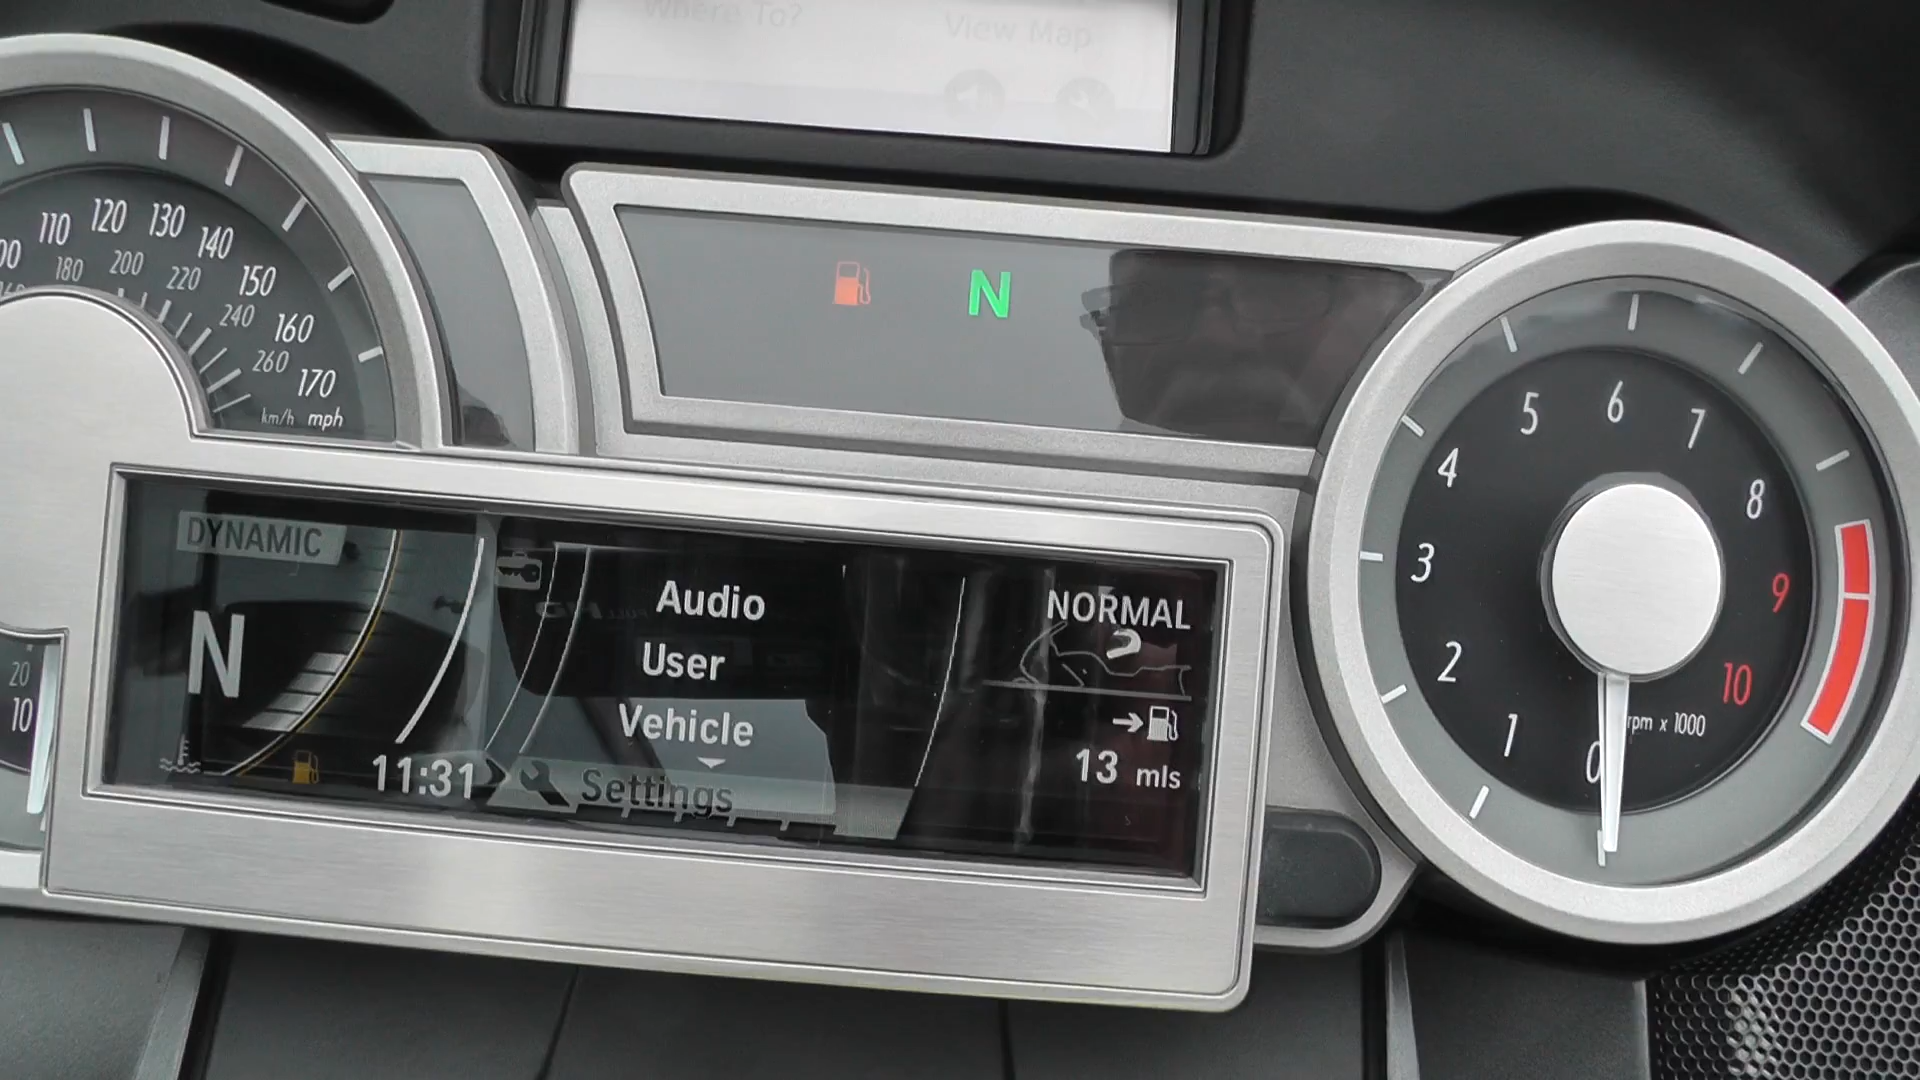 Where To?
View Map
110
120
130
140
150
160
170
180
200
220
240
260
km/h mph
N
DYNAMIC
N
11:31
Audio
User
Vehicle
Settings
NORMAL
13 mls
20
10
0
1
2
3
4
5
6
7
8
9
10
rpm x 1000